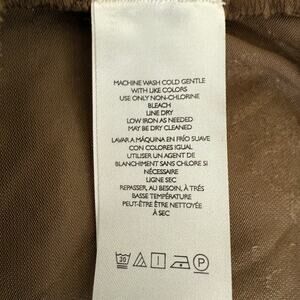 MACHINE WASH COLD GENTLE
WITH LIKE COLORS
USE ONLY NON-CHLORINE
BLEACH
LINE DRY
LOW IRON AS NEEDED
MAY BE DRY CLEANED
LAVAR A MÁQUINA EN FRÍO SUAVE
CON COLORES IGUAL
UTILISER UN AGENT DE
BLANCHIMENT SANS CHLORE SI
NÉCESSAIRE
LIGNE SEC
REPASSER, AU BESOIN, À TRÈS
BASSE TEMPÉRATURE
PEUT-ÊTRE ÊTRE NETTOYÉE
À SEC
30 P